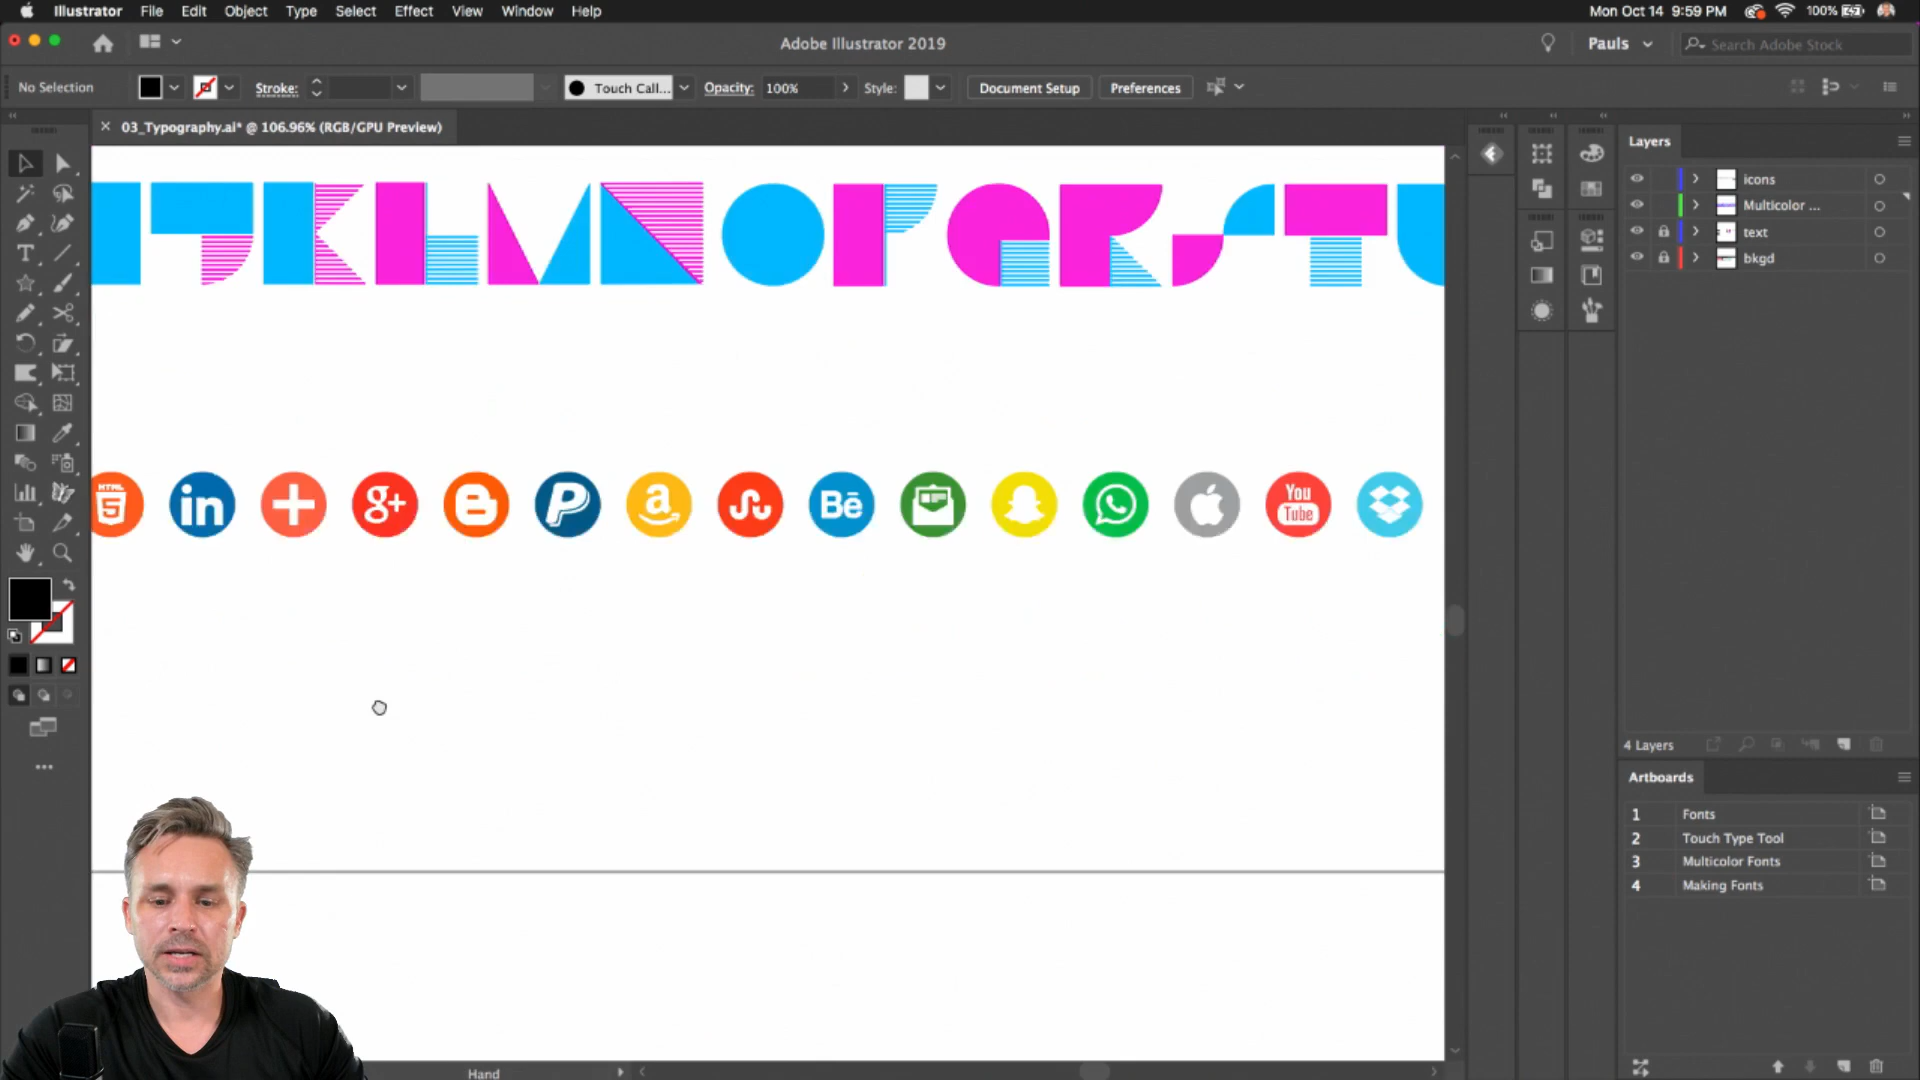 Illustrator File Edit Object Type Select Effect View Window Help
Mon Oct 14 9:59 PM 100%
Adobe Illustrator 2019
Pauls
Search Adobe Stock
No Selection
Stroke:
Touch Call...
Opacity: 100%
Style:
Document Setup
Preferences
03_Typography.ai* @ 106.96% (RGB/GPU Preview)
Layers
icons
Multicolor ...
text
bkgd
J K L M N O P Q R S T U
HTML 5
in
g+
B
P
a
Bē
You Tube
4 Layers
Artboards
1 Fonts
2 Touch Type Tool
3 Multicolor Fonts
4 Making Fonts
Hand